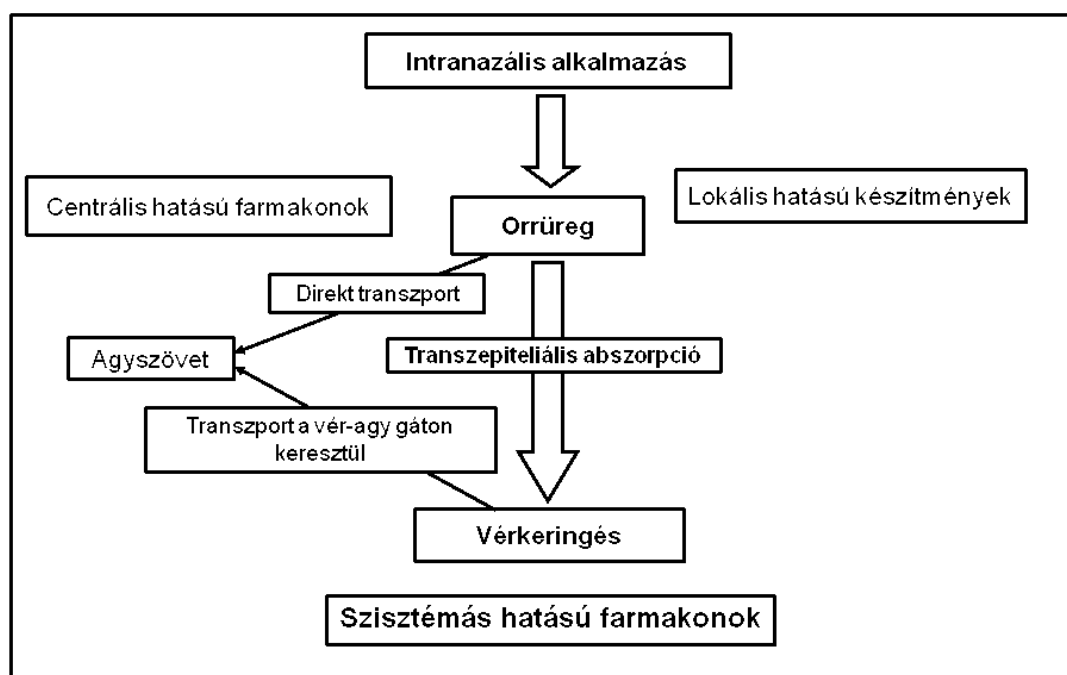 Intranazális alkalmazás
Centrális hatású farmakonok
Lokális hatású készítmények
Orrüreg
Direkt transzport
Agyszövet
Transzepiteliális abszorpció
Transzport a vér-agy gáton
keresztül
Vérkeringés
Szisztémás hatású farmakonok